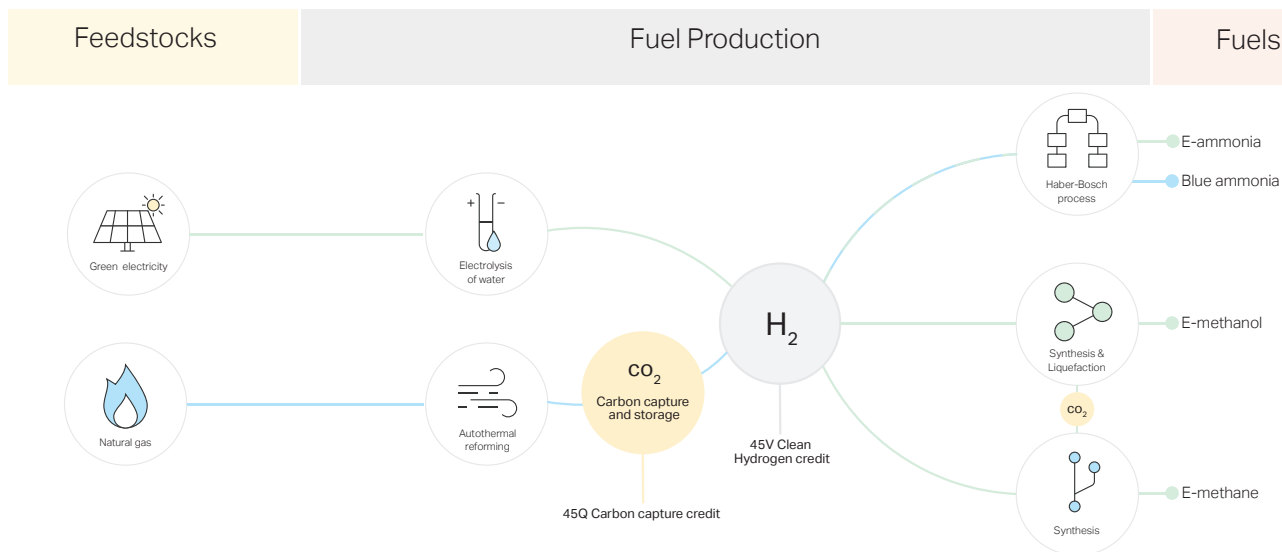 Feedstocks
Fuel Production
Fuels
Green electricity
+ −
Electrolysis
of water
Natural gas
Autothermal
reforming
CO₂
Carbon capture
and storage
45Q Carbon capture credit
H₂
45V Clean
Hydrogen credit
Haber-Bosch
process
E-ammonia
Blue ammonia
Synthesis &
Liquefaction
E-methanol
CO₂
Synthesis
E-methane